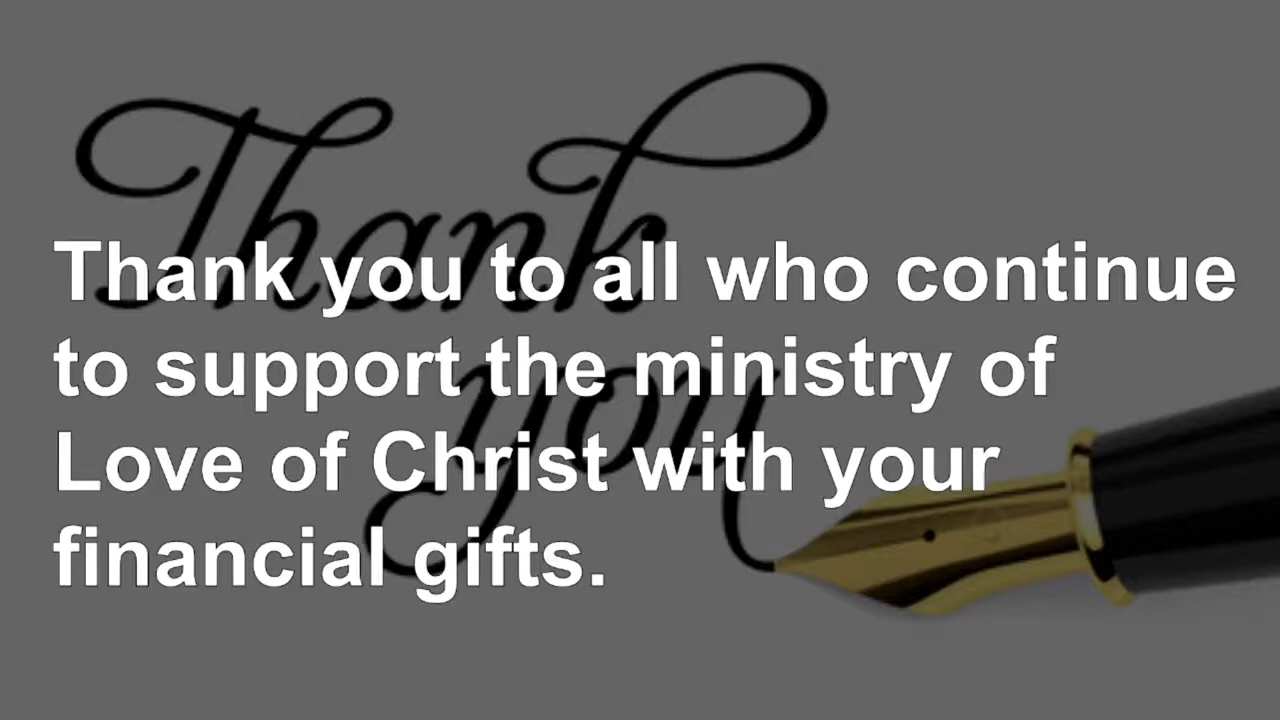 Thank
you
Thank you to all who continue
to support the ministry of
Love of Christ with your
financial gifts.